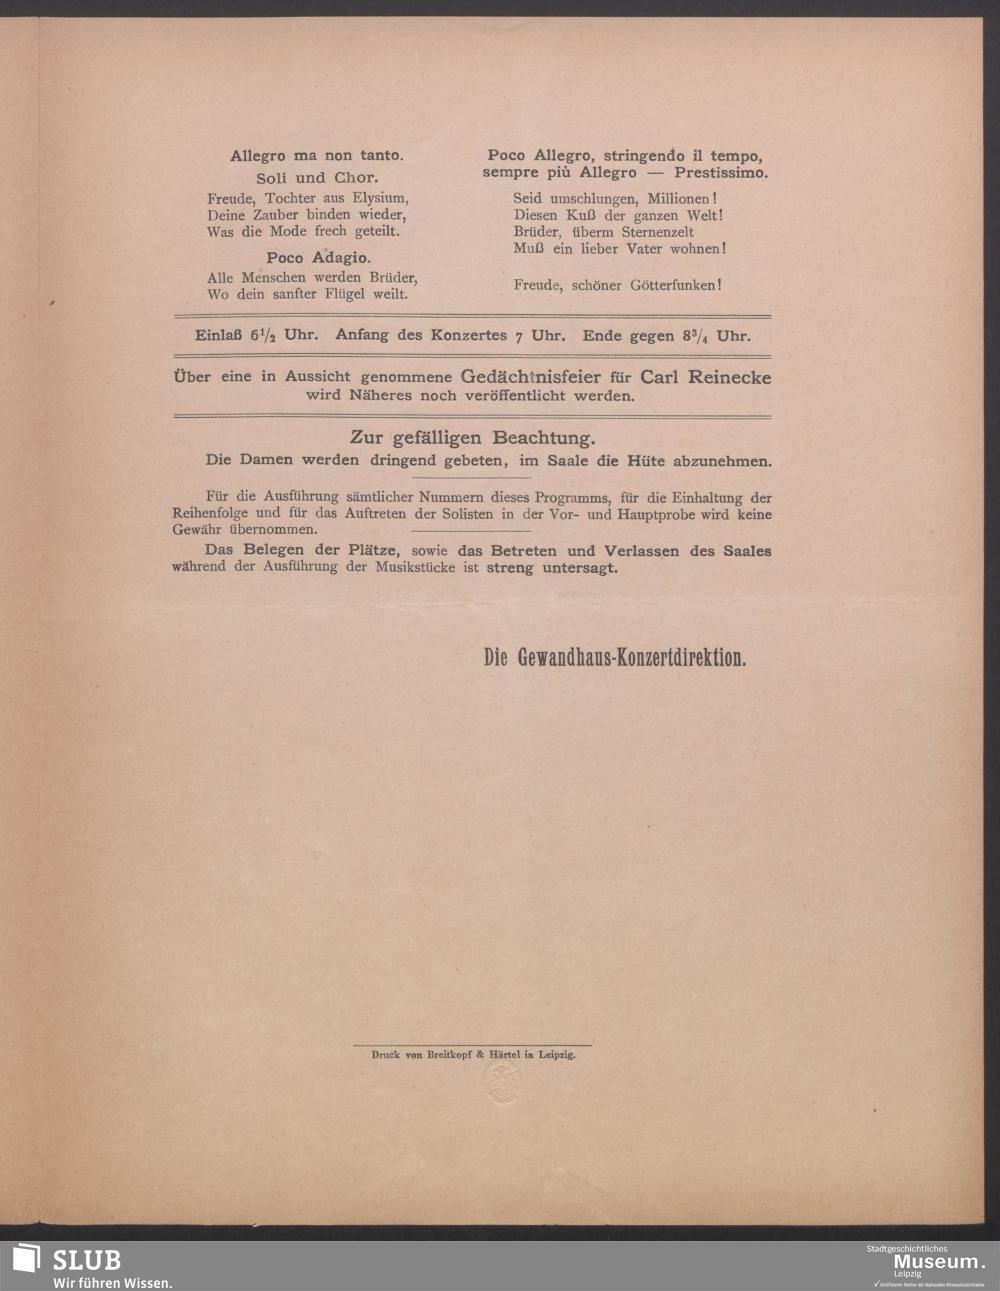 Allegro ma non tanto.
Soli und Chor.
Freude, Tochter aus Elysium,
Deine Zauber binden wieder,
Was die Mode frech geteilt.
Poco Adagio.
Alle Menschen werden Brüder,
Wo dein sanfter Flügel weilt.
Poco Allegro, stringendo il tempo,
sempre più Allegro — Prestissimo.
Seid umschlungen, Millionen!
Diesen Kuß der ganzen Welt!
Brüder, überm Sternenzelt
Muß ein lieber Vater wohnen!
Freude, schöner Götterfunken!
Einlaß 6¹/₂ Uhr. Anfang des Konzertes 7 Uhr. Ende gegen 8³/₄ Uhr.
Über eine in Aussicht genommene Gedächtnisfeier für Carl Reinecke
wird Näheres noch veröffentlicht werden.
Zur gefälligen Beachtung.
Die Damen werden dringend gebeten, im Saale die Hüte abzunehmen.
Für die Ausführung sämtlicher Nummern dieses Programms, für die Einhaltung der
Reihenfolge und für das Auftreten der Solisten in der Vor- und Hauptprobe wird keine
Gewähr übernommen.
Das Belegen der Plätze, sowie das Betreten und Verlassen des Saales
während der Ausführung der Musikstücke ist streng untersagt.
Die Gewandhaus-Konzertdirektion.
Druck von Breitkopf & Härtel in Leipzig.
SLUB
Wir führen Wissen.
Stadtgeschichtliches
Museum.
Leipzig
Zertifizierter Partner der Nationalen Klimaschutzinitiative